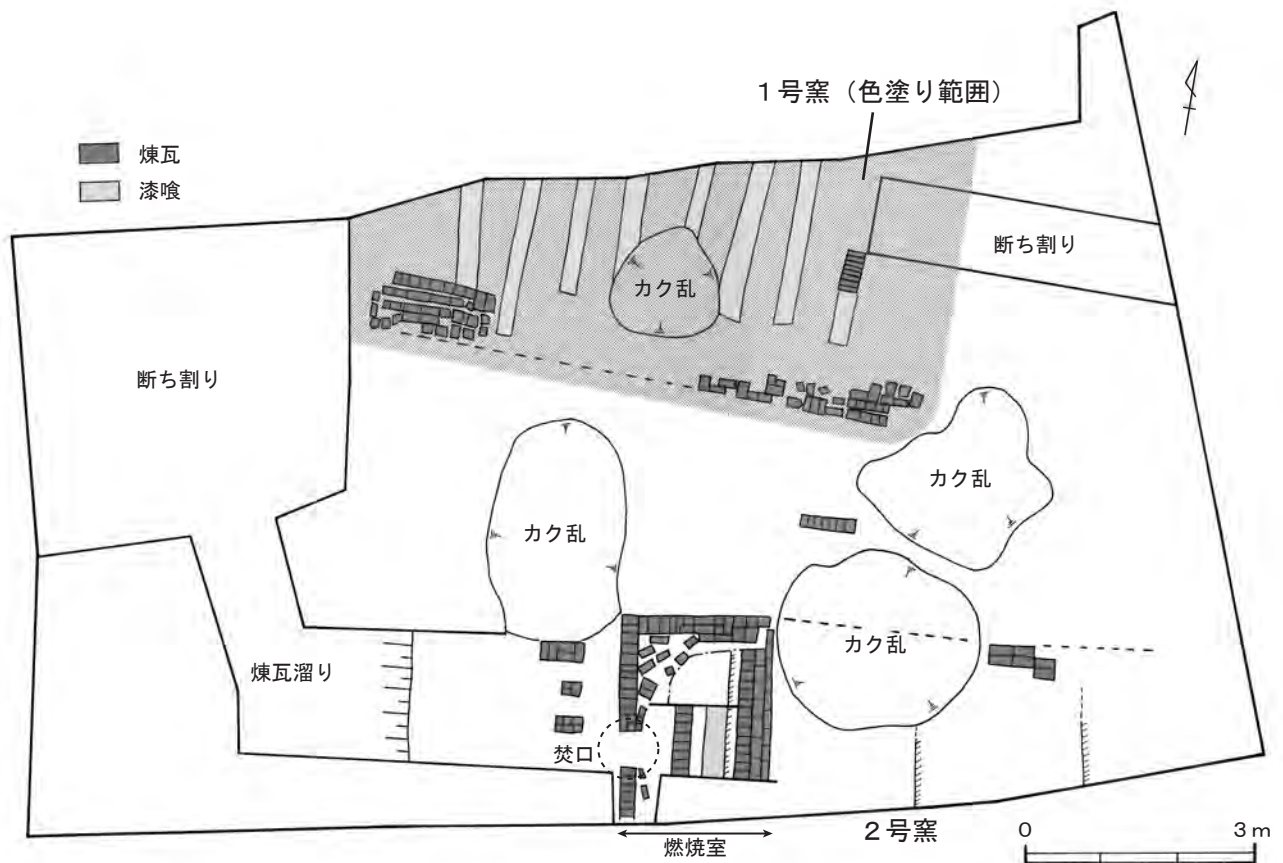 1号窯（色塗り範囲）
煉瓦
漆喰
断ち割り
カク乱
断ち割り
カク乱
カク乱
カク乱
煉瓦溜り
焚口
燃焼室
2号窯
0 3m